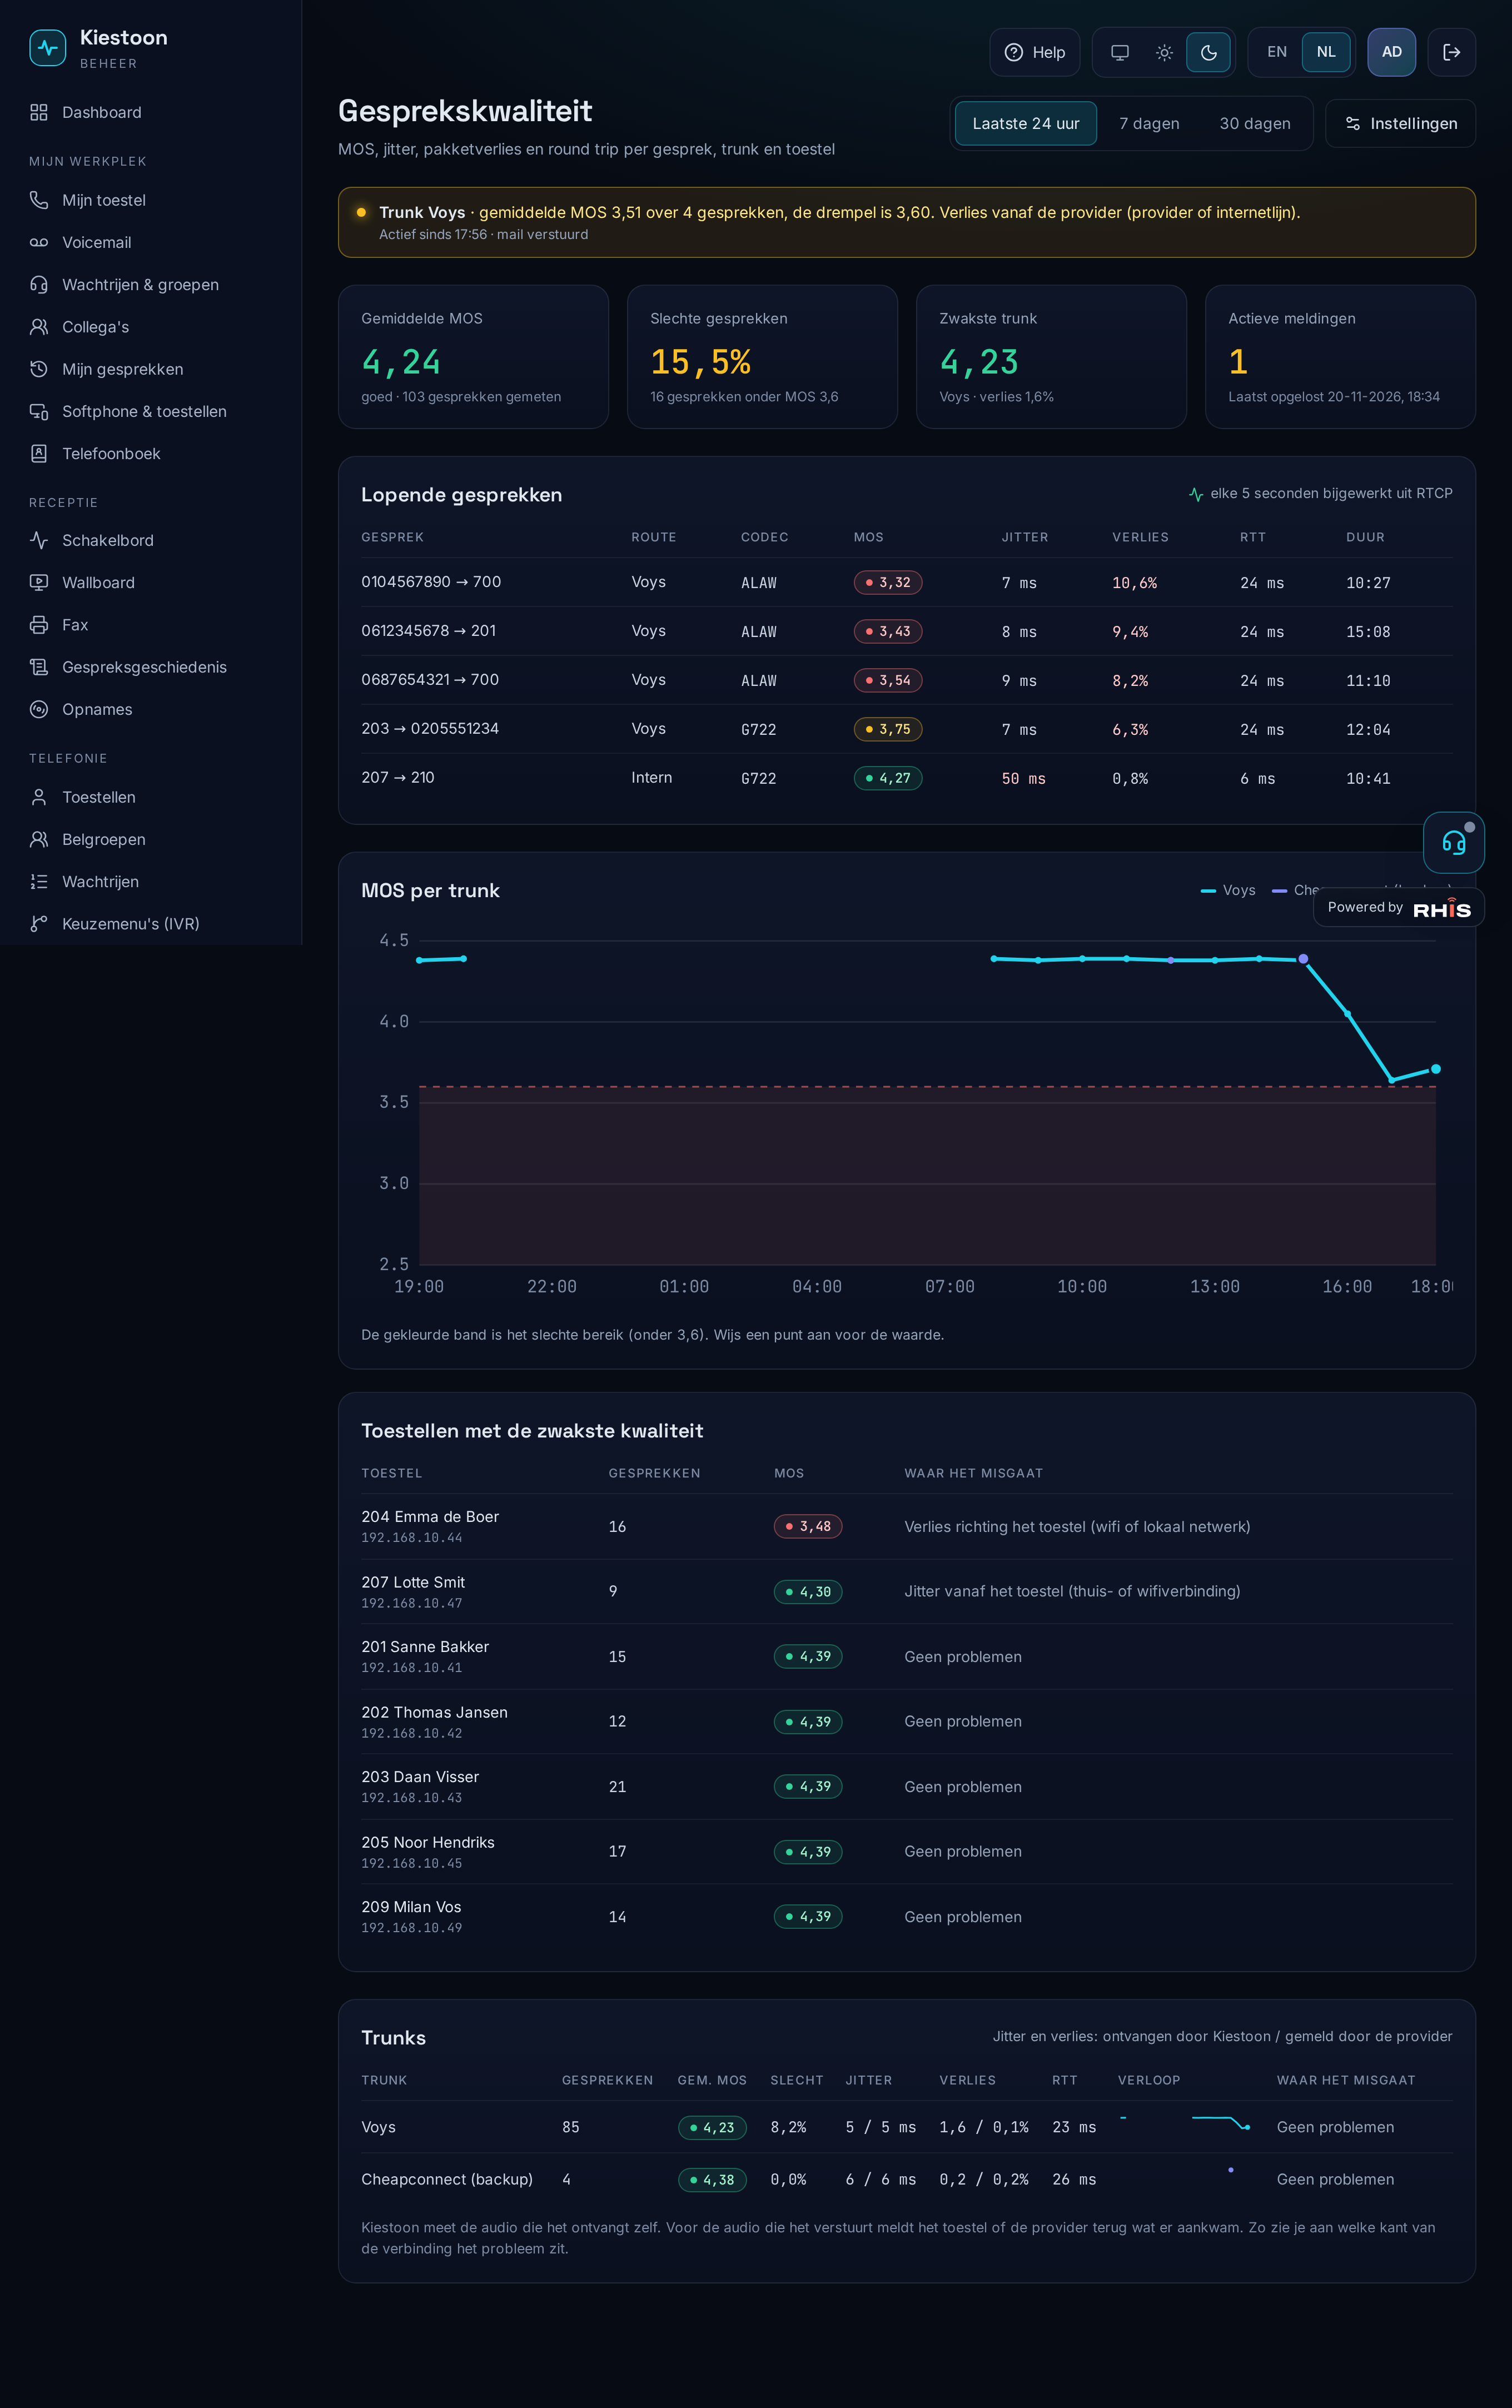 Kiestoon
BEHEER
Dashboard
MIJN WERKPLEK
Mijn toestel
Voicemail
Wachtrijen & groepen
Collega's
Mijn gesprekken
Softphone & toestellen
Telefoonboek
RECEPTIE
Schakelbord
Wallboard
Fax
Gespreksgeschiedenis
Opnames
TELEFONIE
Toestellen
Belgroepen
Wachtrijen
Keuzemenu's (IVR)
Help EN NL AD
Gesprekskwaliteit
MOS, jitter, pakketverlies en round trip per gesprek, trunk en toestel
Laatste 24 uur 7 dagen 30 dagen Instellingen
Trunk Voys · gemiddelde MOS 3,51 over 4 gesprekken, de drempel is 3,60. Verlies vanaf de provider (provider of internetlijn).
Actief sinds 17:56 · mail verstuurd
Gemiddelde MOS
4,24
goed · 103 gesprekken gemeten
Slechte gesprekken
15,5%
16 gesprekken onder MOS 3,6
Zwakste trunk
4,23
Voys · verlies 1,6%
Actieve meldingen
1
Laatst opgelost 20-11-2026, 18:34
Lopende gesprekken
elke 5 seconden bijgewerkt uit RTCP
GESPREK ROUTE CODEC MOS JITTER VERLIES RTT DUUR
0104567890 → 700 Voys ALAW 3,32 7 ms 10,6% 24 ms 10:27
0612345678 → 201 Voys ALAW 3,43 8 ms 9,4% 24 ms 15:08
0687654321 → 700 Voys ALAW 3,54 9 ms 8,2% 24 ms 11:10
203 → 0205551234 Voys G722 3,75 7 ms 6,3% 24 ms 12:04
207 → 210 Intern G722 4,27 50 ms 0,8% 6 ms 10:41
MOS per trunk
Voys
Powered by RHiS
4.5
4.0
3.5
3.0
2.5
19:00 22:00 01:00 04:00 07:00 10:00 13:00 16:00 18:0
De gekleurde band is het slechte bereik (onder 3,6). Wijs een punt aan voor de waarde.
Toestellen met de zwakste kwaliteit
TOESTEL GESPREKKEN MOS WAAR HET MISGAAT
204 Emma de Boer
192.168.10.44
16 3,48 Verlies richting het toestel (wifi of lokaal netwerk)
207 Lotte Smit
192.168.10.47
9 4,30 Jitter vanaf het toestel (thuis- of wifiverbinding)
201 Sanne Bakker
192.168.10.41
15 4,39 Geen problemen
202 Thomas Jansen
192.168.10.42
12 4,39 Geen problemen
203 Daan Visser
192.168.10.43
21 4,39 Geen problemen
205 Noor Hendriks
192.168.10.45
17 4,39 Geen problemen
209 Milan Vos
192.168.10.49
14 4,39 Geen problemen
Trunks
Jitter en verlies: ontvangen door Kiestoon / gemeld door de provider
TRUNK GESPREKKEN GEM. MOS SLECHT JITTER VERLIES RTT VERLOOP WAAR HET MISGAAT
Voys 85 4,23 8,2% 5 / 5 ms 1,6 / 0,1% 23 ms Geen problemen
Cheapconnect (backup) 4 4,38 0,0% 6 / 6 ms 0,2 / 0,2% 26 ms Geen problemen
Kiestoon meet de audio die het ontvangt zelf. Voor de audio die het verstuurt meldt het toestel of de provider terug wat er aankwam. Zo zie je aan welke kant van
de verbinding het probleem zit.